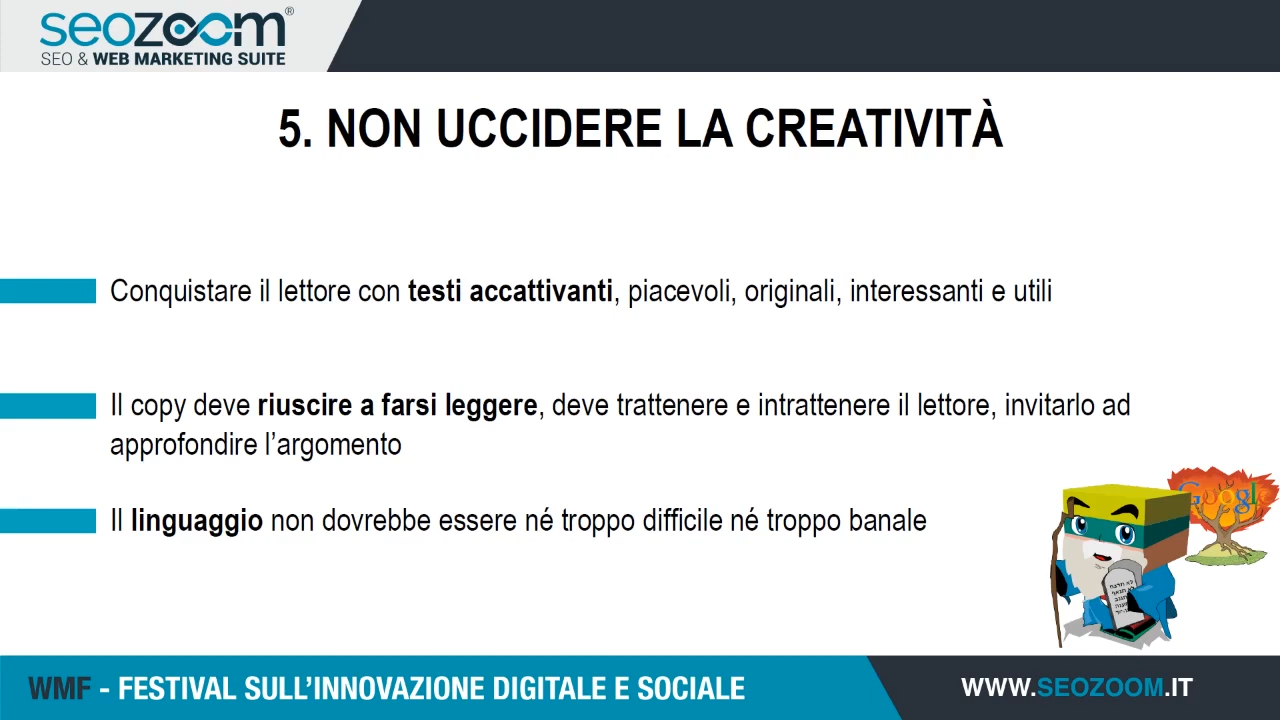 seozoom®
SEO & WEB MARKETING SUITE
5. NON UCCIDERE LA CREATIVITÀ
Conquistare il lettore con testi accattivanti, piacevoli, originali, interessanti e utili
Il copy deve riuscire a farsi leggere, deve trattenere e intrattenere il lettore, invitarlo ad
approfondire l’argomento
Il linguaggio non dovrebbe essere né troppo difficile né troppo banale
Google
WMF - FESTIVAL SULL’INNOVAZIONE DIGITALE E SOCIALE
WWW.SEOZOOM.IT